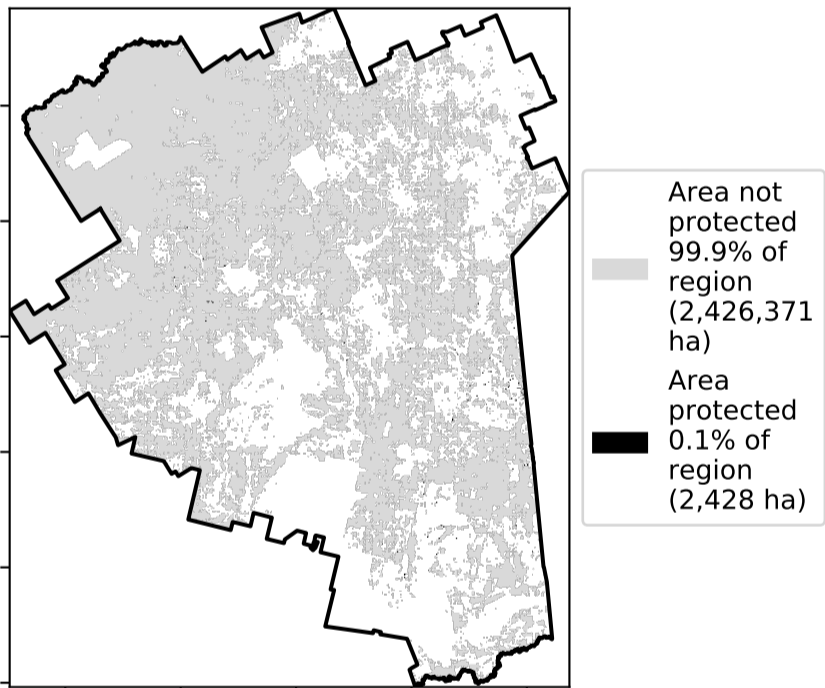 Area not
protected
99.9% of
region
(2,426,371
ha)
Area
protected
0.1% of
region
(2,428 ha)